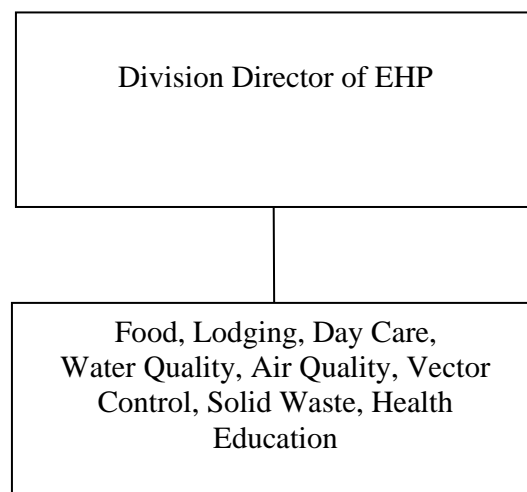 Division Director of EHP
Food, Lodging, Day Care,
Water Quality, Air Quality, Vector
Control, Solid Waste, Health
Education